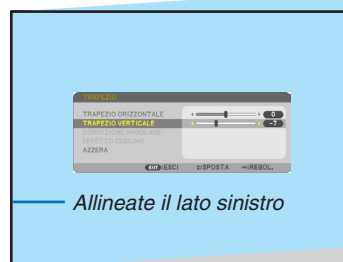 TRAPEZIO
TRAPEZIO ORIZZONTALE 0
TRAPEZIO VERTICALE -7
CORREZIONE ANGOLARE
EFFETTO CUSCINO
AZZERA
EXIT:ESCI ↕:SPOSTA ↔:REGOL.
Allineate il lato sinistro